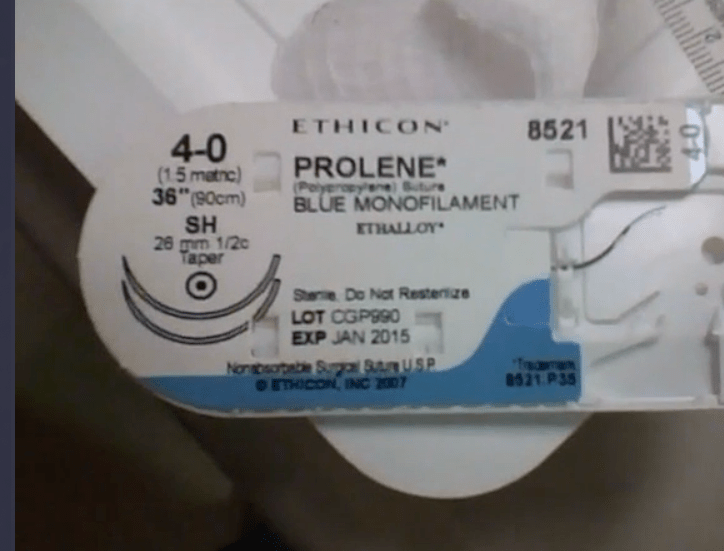 ETHICON*
8521
4-0
4-0
(1.5 metric)
36" (90cm)
SH
26 mm 1/2c
Taper
PROLENE*
(Polypropylene) Suture
BLUE MONOFILAMENT
ETHALLOY*
Sterile, Do Not Resterilize
LOT CGP990
EXP JAN 2015
Nonabsorbable Surgical Suture U.S.P.
© ETHICON, INC 2007
*Trademark
8521.P35